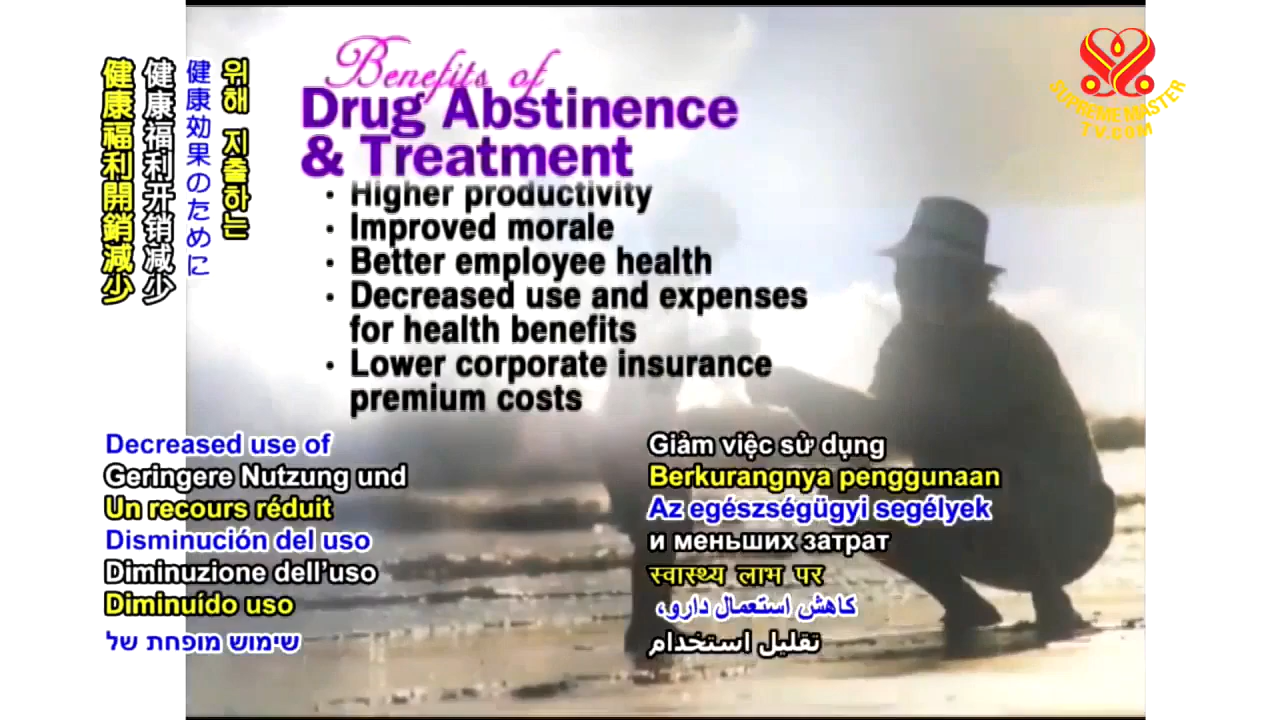 Benefits of
Drug Abstinence
& Treatment
· Higher productivity
· Improved morale
· Better employee health
· Decreased use and expenses
for health benefits
· Lower corporate insurance
premium costs
SUPREME MASTER
TV.COM
健康福利開銷減少
健康福利开销减少
健康効果のために
위해 지출하는
Decreased use of
Geringere Nutzung und
Un recours réduit
Disminución del uso
Diminuzione dell'uso
Diminuído uso
שימוש מופחת של
Giảm việc sử dụng
Berkurangnya penggunaan
Az egészségügyi segélyek
и меньших затрат
स्वास्थ्य लाभ पर
کاهش استعمال دارو،
تقليل استخدام